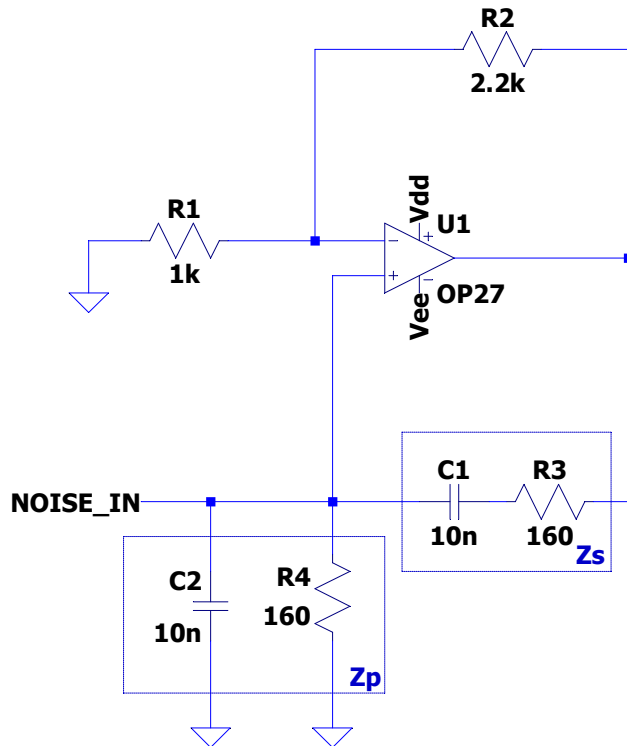 R2
2.2k
R1
1k
Vdd
U1
−
+
+
−
Vee
OP27
NOISE_IN
C1
R3
10n
160
Zs
C2
R4
10n
160
Zp